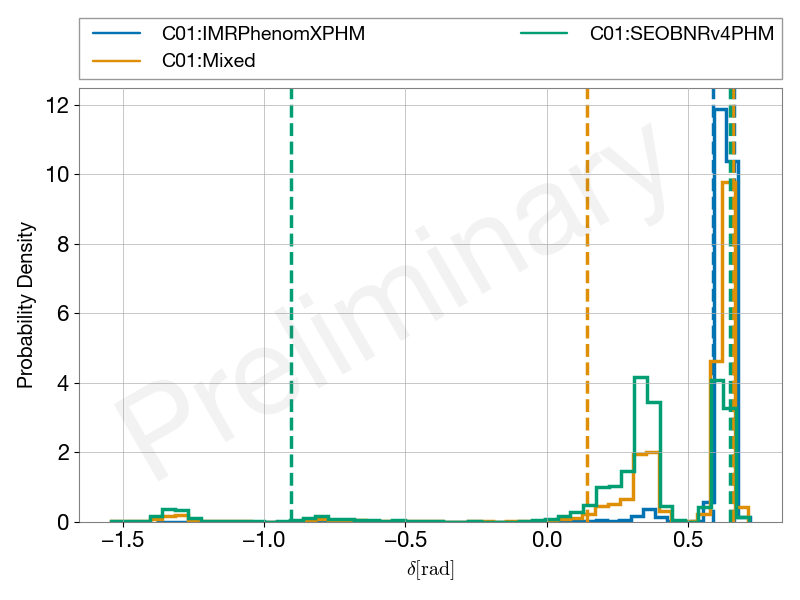 C01:IMRPhenomXPHM
C01:Mixed
C01:SEOBNRv4PHM
Probability Density
12
10
8
6
4
2
0
Preliminary
−1.5
−1.0
−0.5
0.0
0.5
δ[rad]